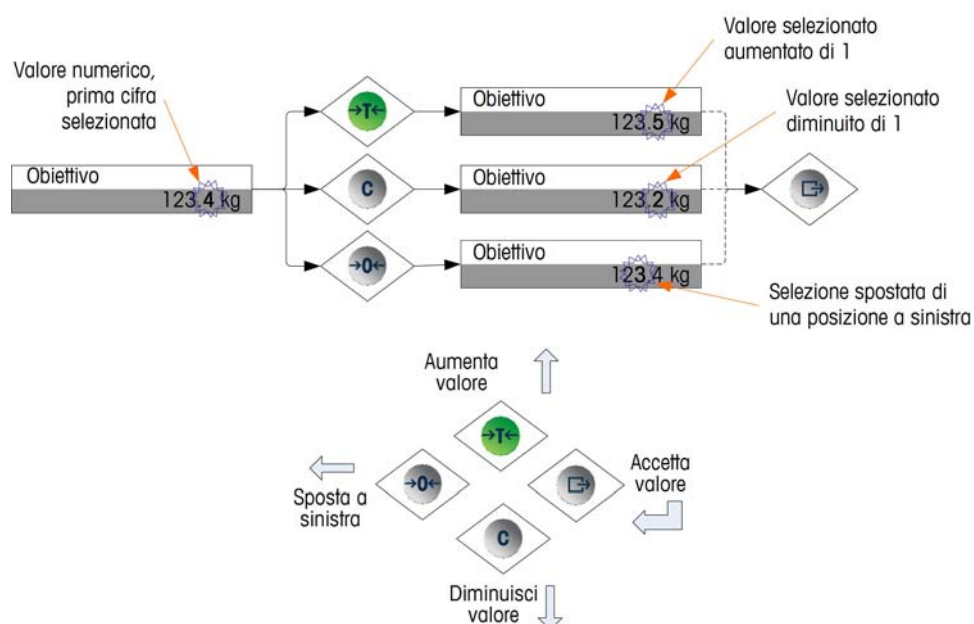 Valore selezionato
aumentato di 1
Valore numerico,
prima cifra
selezionata
→T←
Obiettivo
123.5 kg
Valore selezionato
diminuito di 1
Obiettivo
123.4 kg
C
Obiettivo
123.2 kg
→0←
Obiettivo
123.4 kg
Selezione spostata di
una posizione a sinistra
Aumenta
valore
→T←
→0←
Sposta a
sinistra
Accetta
valore
C
Diminuisci
valore